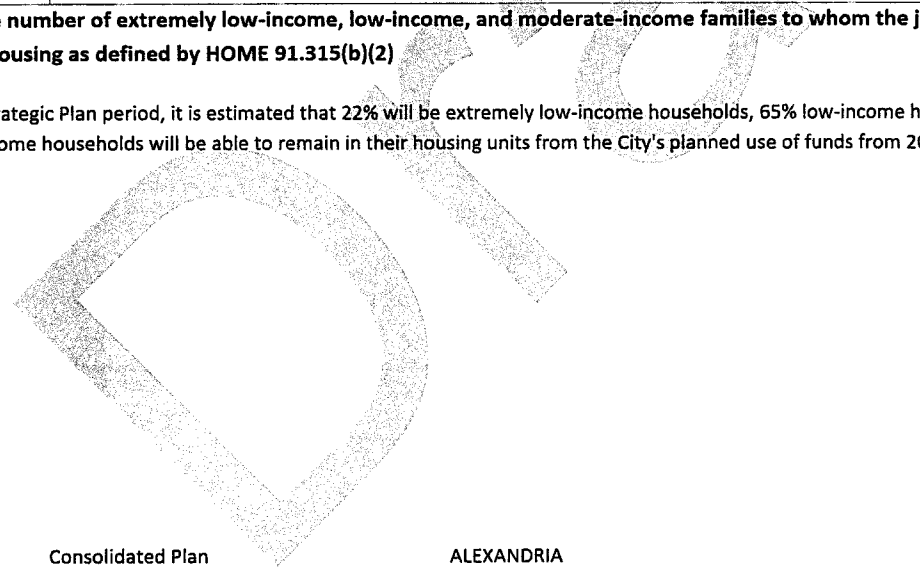 number of extremely low-income, low-income, and moderate-income families to whom the
ousing as defined by HOME 91.315(b)(2)
rategic Plan period, it is estimated that 22% will be extremely low-income households, 65% low-income h
ome households will be able to remain in their housing units from the City's planned use of funds from 20
Consolidated Plan ALEXANDRIA